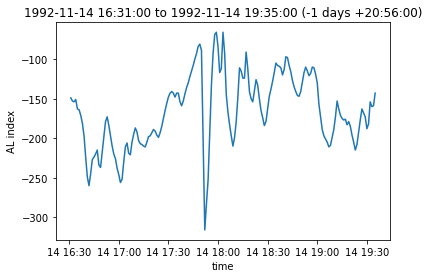 1992-11-14 16:31:00 to 1992-11-14 19:35:00 (-1 days +20:56:00)
−100
−150
−200
−250
−300
AL index
14 16:30 14 17:00 14 17:30 14 18:00 14 18:30 14 19:00 14 19:30
time